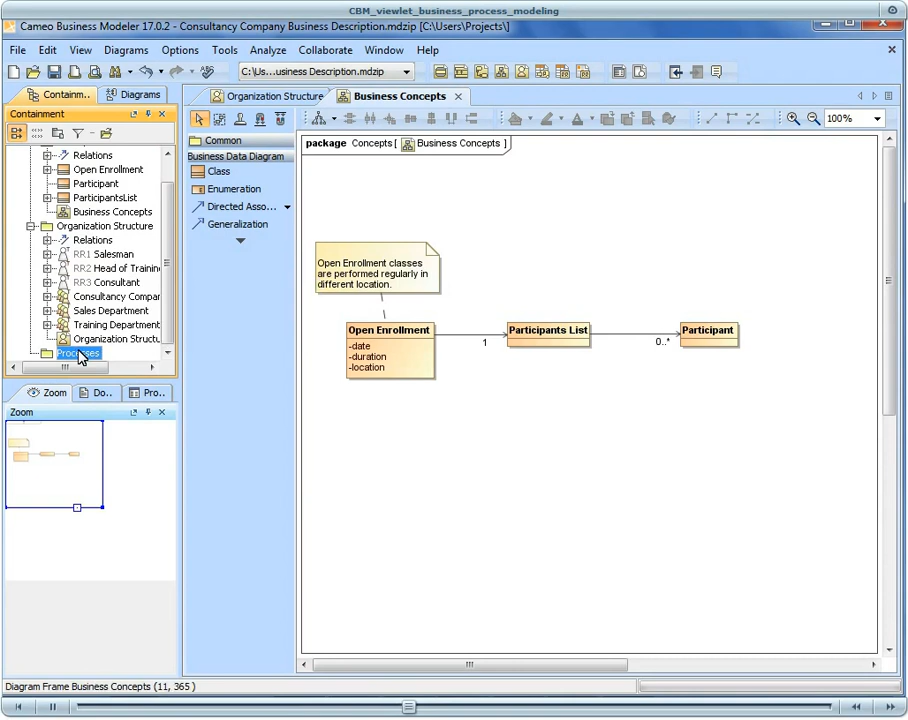 CBM_viewlet_business_process_modeling
Cameo Business Modeler 17.0.2 - Consultancy Company Business Description.mdzip [C:\Users\Projects\]
File Edit View Diagrams Options Tools Analyze Collaborate Window Help
C:\Us...usiness Description.mdzip
Containm.. Diagrams
Organization Structure Business Concepts
Containment
100%
Common
Business Data Diagram
Class
Enumeration
Directed Asso...
Generalization
package Concepts [ Business Concepts ]
Relations
Open Enrollment
Participant
ParticipantsList
Business Concepts
Organization Structure
Relations
RR1 Salesman
RR2 Head of Trainin
RR3 Consultant
Consultancy Compar
Sales Department
Training Department
Organization Structu
Processes
Open Enrollment classes
are performed regularly in
different location.
Open Enrollment
-date
-duration
-location
1
Participants List
0..*
Participant
Zoom Do.. Pro..
Zoom
Diagram Frame Business Concepts (11, 365 )